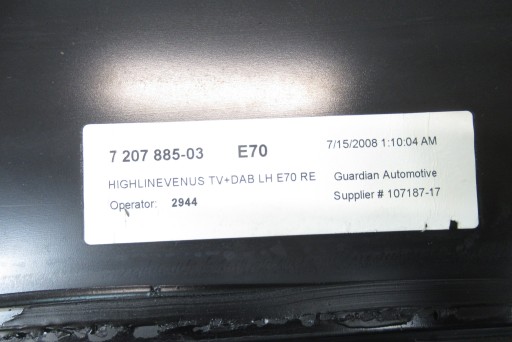 7 207 885-03 E70 7/15/2008 1:10:04 AM
HIGHLINEVENUS TV+DAB LH E70 RE Guardian Automotive
Operator: 2944 Supplier # 107187-17